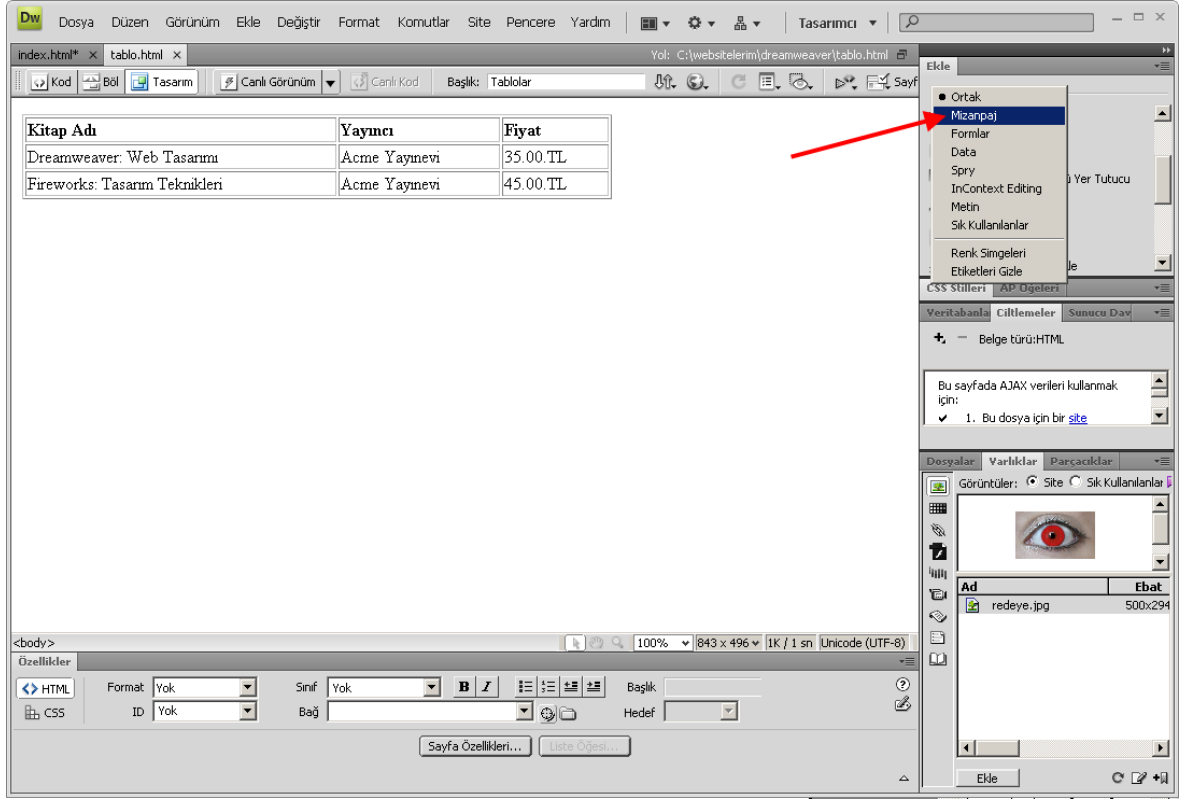 Dw Dosya Düzen Görünüm Ekle Değiştir Format Komutlar Site Pencere Yardım Tasarımcı
index.html* × tablo.html × Yol: C:\websitelerim\dreamweaver\tablo.html
Kod Böl Tasarım Canlı Görünüm Canlı Kod Başlık: Tablolar Sayf
Kitap Adı Yayıncı Fiyat
Dreamweaver: Web Tasarımı Acme Yayınevi 35.00.TL
Fireworks: Tasarım Teknikleri Acme Yayınevi 45.00.TL
Ekle
Ortak
Mizanpaj
Formlar
Data
Spry
InContext Editing
Metin
Sık Kullanılanlar
Renk Simgeleri
Etiketleri Gizle
Yer Tutucu
CSS Stilleri AP Öğeleri
Veritabanla Ciltlemeler Sunucu Dav
Belge türü:HTML
Bu sayfada AJAX verileri kullanmak
için:
1. Bu dosya için bir site
Dosyalar Varlıklar Parçacıklar
Görüntüler: Site Sık Kullanılanlar
Ad Ebat
redeye.jpg 500x294
Ekle
<body> 100% 843 x 496 1K / 1 sn Unicode (UTF-8)
Özellikler
HTML Format Yok Sınıf Yok B I Başlık
CSS ID Yok Bağ Hedef
Sayfa Özellikleri... Liste Öğesi...